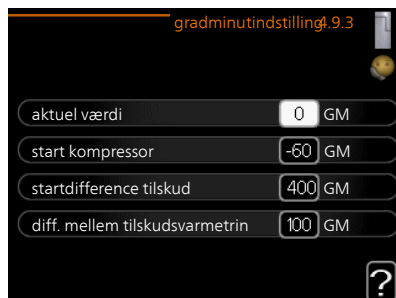 gradminutindstilling4.9.3
aktuel værdi 0 GM
start kompressor -60 GM
startdifference tilskud 400 GM
diff. mellem tilskudsvarmetrin 100 GM
?